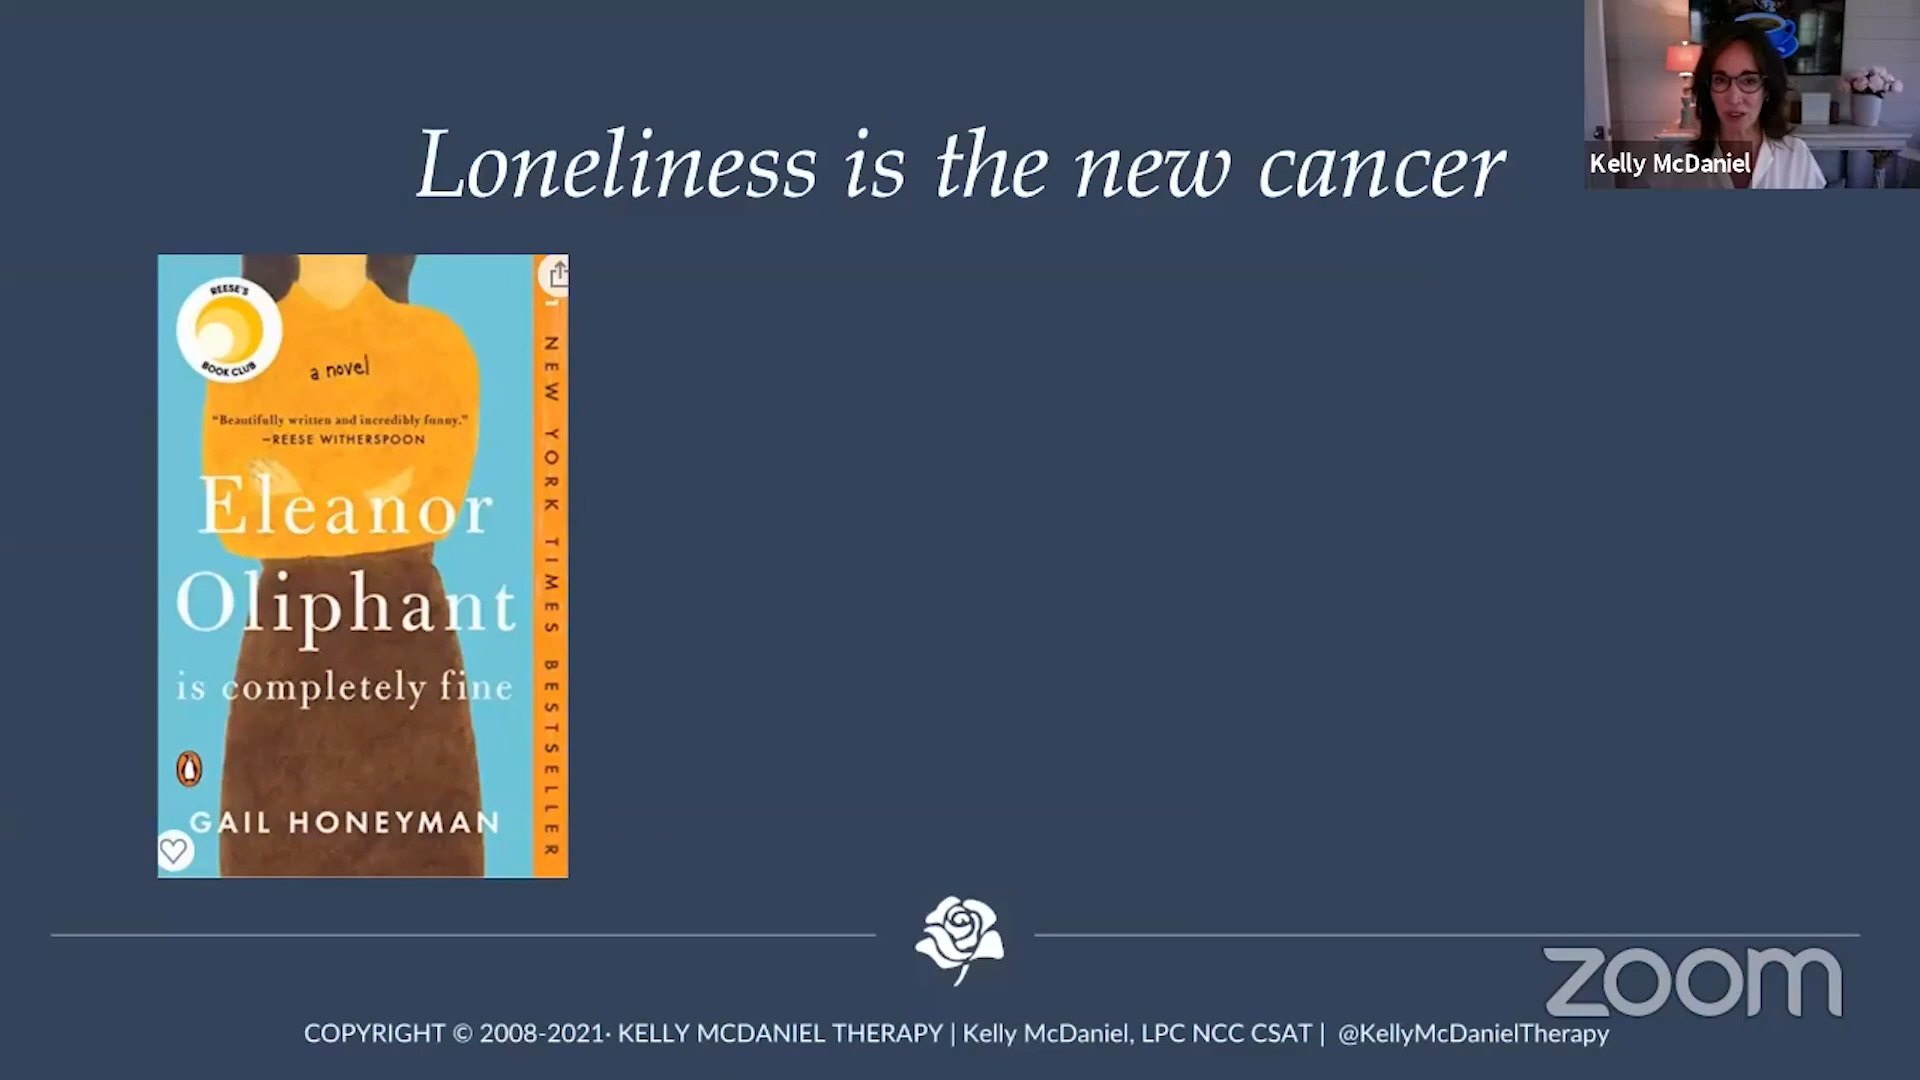 Loneliness is the new cancer
Kelly McDaniel
REESE'S
BOOK CLUB
a novel
"Beautifully written and incredibly funny."
—REESE WITHERSPOON
Eleanor
Oliphant
is completely fine
GAIL HONEYMAN
NEW YORK TIMES BESTSELLER
zoom
COPYRIGHT © 2008-2021· KELLY MCDANIEL THERAPY | Kelly McDaniel, LPC NCC CSAT | @KellyMcDanielTherapy